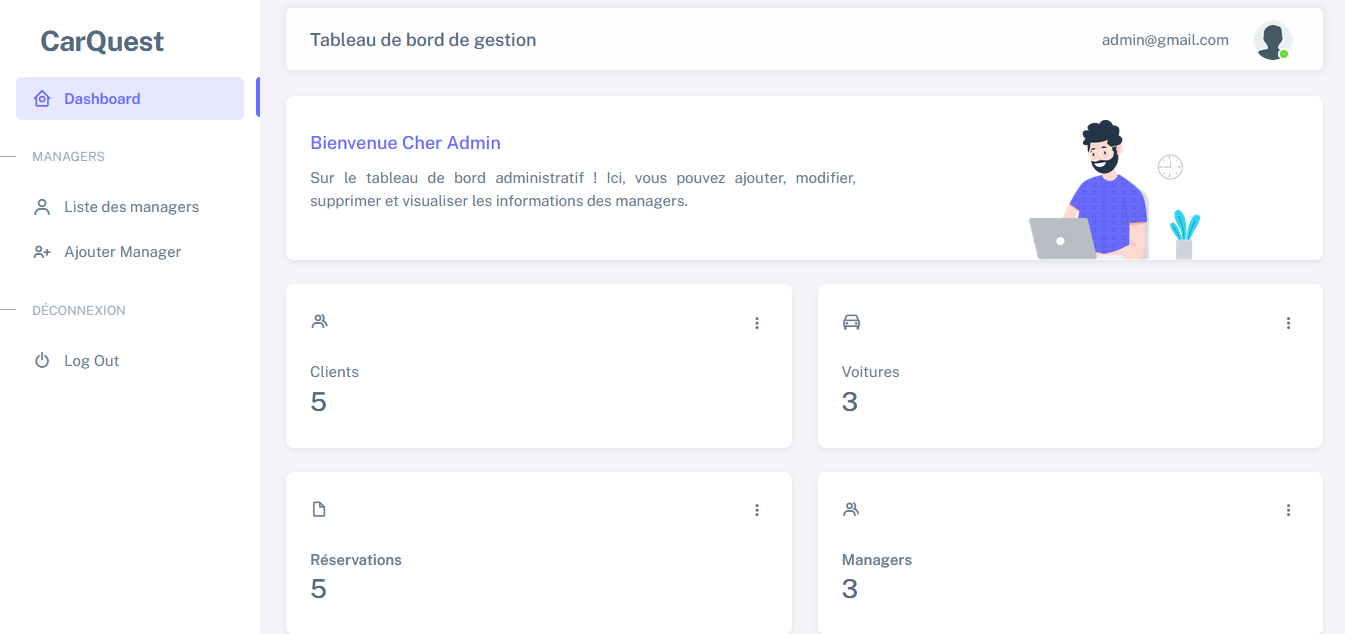 CarQuest
Dashboard
MANAGERS
Liste des managers
Ajouter Manager
DÉCONNEXION
Log Out
Tableau de bord de gestion
admin@gmail.com
Bienvenue Cher Admin
Sur le tableau de bord administratif ! Ici, vous pouvez ajouter, modifier,
supprimer et visualiser les informations des managers.
Clients
5
Voitures
3
Réservations
5
Managers
3